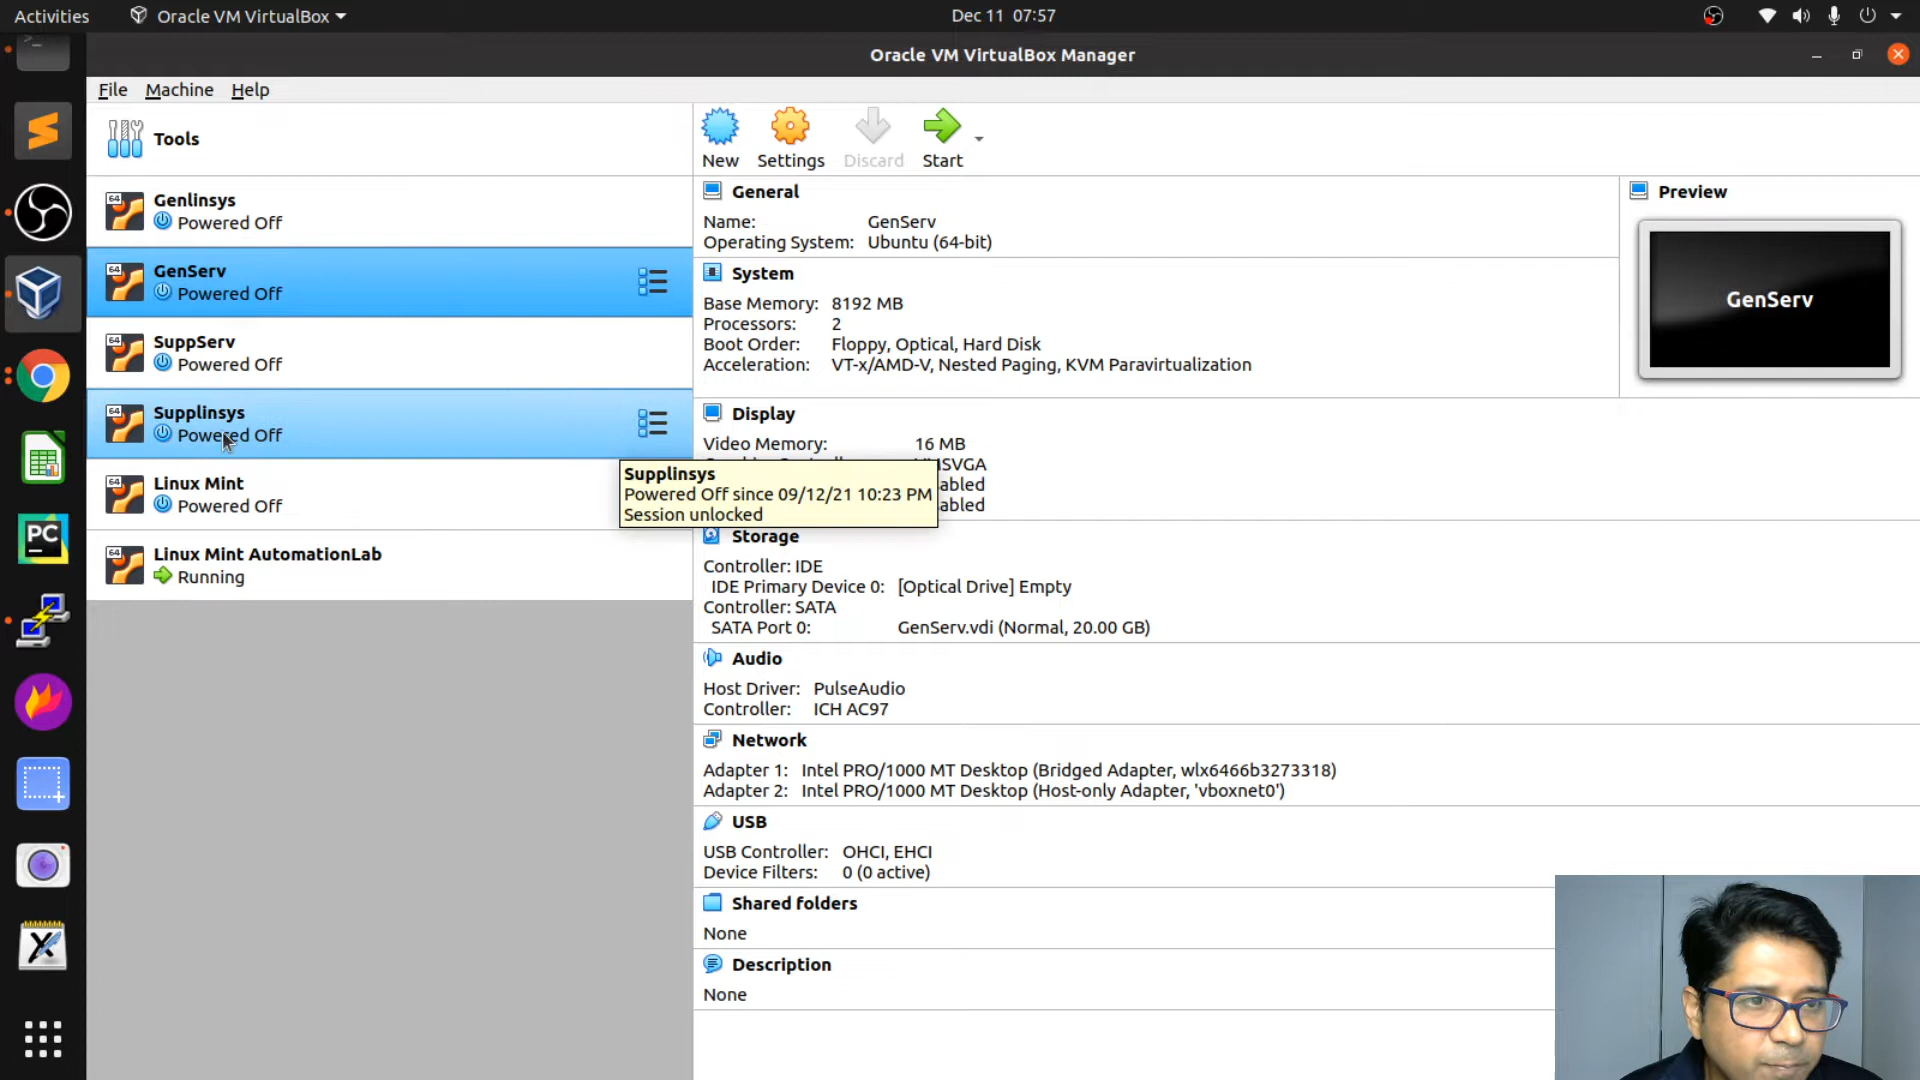 Activities
Oracle VM VirtualBox
Dec 11 07:57
Oracle VM VirtualBox Manager
File Machine Help
Tools
New
Settings
Discard
Start
64
Genlinsys
Powered Off
64
GenServ
Powered Off
64
SuppServ
Powered Off
64
Supplinsys
Powered Off
64
Linux Mint
Powered Off
64
Linux Mint AutomationLab
Running
Supplinsys
Powered Off since 09/12/21 10:23 PM
Session unlocked
General
Name: GenServ
Operating System: Ubuntu (64-bit)
System
Base Memory: 8192 MB
Processors: 2
Boot Order: Floppy, Optical, Hard Disk
Acceleration: VT-x/AMD-V, Nested Paging, KVM Paravirtualization
Preview
GenServ
Display
Video Memory: 16 MB
Storage
Controller: IDE
IDE Primary Device 0: [Optical Drive] Empty
Controller: SATA
SATA Port 0: GenServ.vdi (Normal, 20.00 GB)
Audio
Host Driver: PulseAudio
Controller: ICH AC97
Network
Adapter 1: Intel PRO/1000 MT Desktop (Bridged Adapter, wlx6466b3273318)
Adapter 2: Intel PRO/1000 MT Desktop (Host-only Adapter, 'vboxnet0')
USB
USB Controller: OHCI, EHCI
Device Filters: 0 (0 active)
Shared folders
None
Description
None
PC